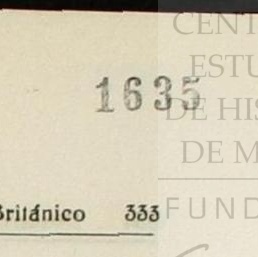 CENT
ESTU
1635
DE HIS
DE M
Británico 333
FUND